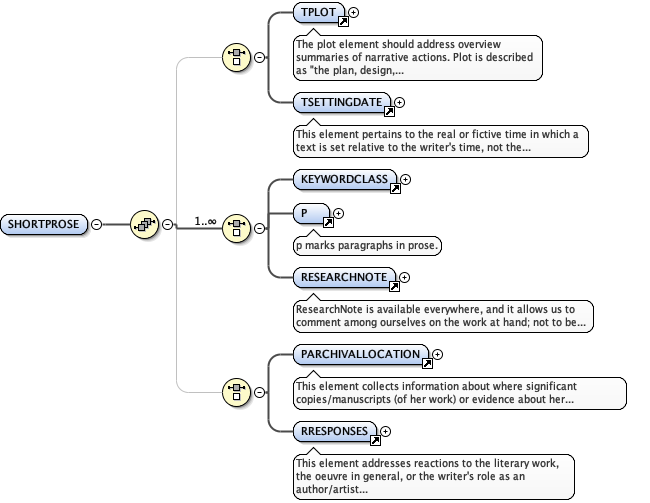 TPLOT
The plot element should address overview
summaries of narrative actions. Plot is described
as "the plan, design,...
TSETTINGDATE
This element pertains to the real or fictive time in which a
text is set relative to the writer's time, not the...
KEYWORDCLASS
SHORTPROSE
1..∞
P
p marks paragraphs in prose.
RESEARCHNOTE
ResearchNote is available everywhere, and it allows us to
comment among ourselves on the work at hand; not to be...
PARCHIVALLOCATION
This element collects information about where significant
copies/manuscripts (of her work) or evidence about her...
RRESPONSES
This element addresses reactions to the literary work,
the oeuvre in general, or the writer's role as an
author/artist...